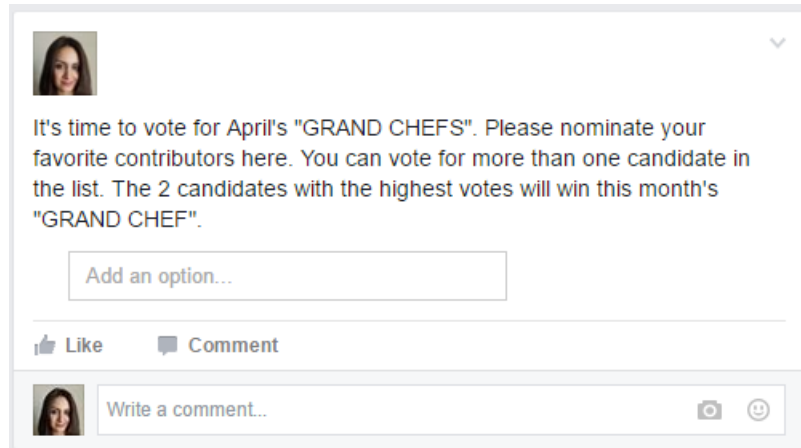 It's time to vote for April's "GRAND CHEFS". Please nominate your
favorite contributors here. You can vote for more than one candidate in
the list. The 2 candidates with the highest votes will win this month's
"GRAND CHEF".
Add an option...
Like Comment
Write a comment...